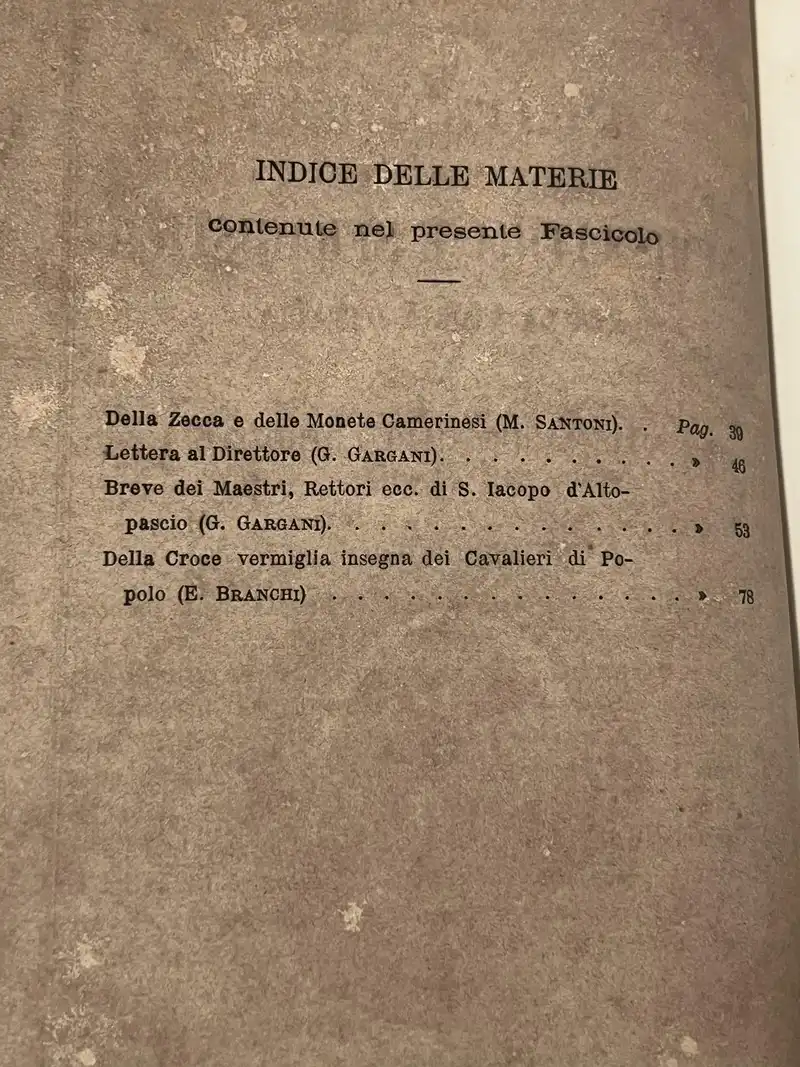 INDICE DELLE MATERIE
contenute nel presente Fascicolo
Della Zecca e delle Monete Camerinesi (M. SANTONI). . Pag. 39
Lettera al Direttore (G. GARGANI). . . . . . . . . . » 46
Breve dei Maestri, Rettori ecc. di S. Iacopo d'Alto-
pascio (G. GARGANI). . . . . . . . . . . . . . . » 53
Della Croce vermiglia insegna dei Cavalieri di Po-
polo (E. BRANCHI) . . . . . . . . . . . . . . . » 78